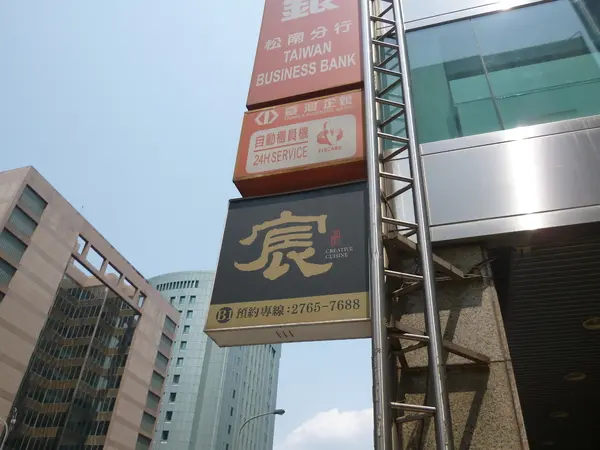 銀
松南分行
TAIWAN
BUSINESS BANK
臺灣企銀
自動櫃員機
24H SERVICE
宸
CREATIVE
CUISINE
B1 預約專線：2765-7688